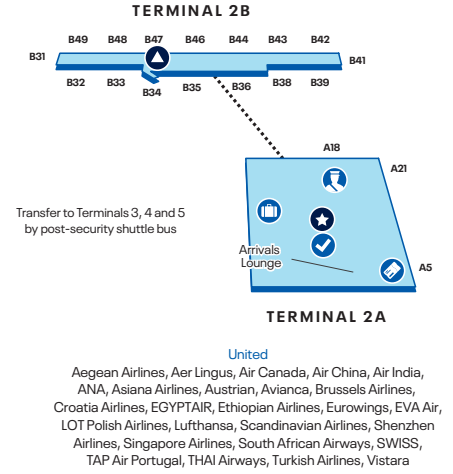 TERMINAL 2B
B49 B48 B47 B46 B44 B43 B42
B31
B41
B32 B33 B34 B35 B36 B38 B39
A18
A21
Transfer to Terminals 3, 4 and 5
by post-security shuttle bus
Arrivals
Lounge
A5
TERMINAL 2A
United
Aegean Airlines, Aer Lingus, Air Canada, Air China, Air India,
ANA, Asiana Airlines, Austrian, Avianca, Brussels Airlines,
Croatia Airlines, EGYPTAIR, Ethiopian Airlines, Eurowings, EVA Air,
LOT Polish Airlines, Lufthansa, Scandinavian Airlines, Shenzhen
Airlines, Singapore Airlines, South African Airways, SWISS,
TAP Air Portugal, THAI Airways, Turkish Airlines, Vistara